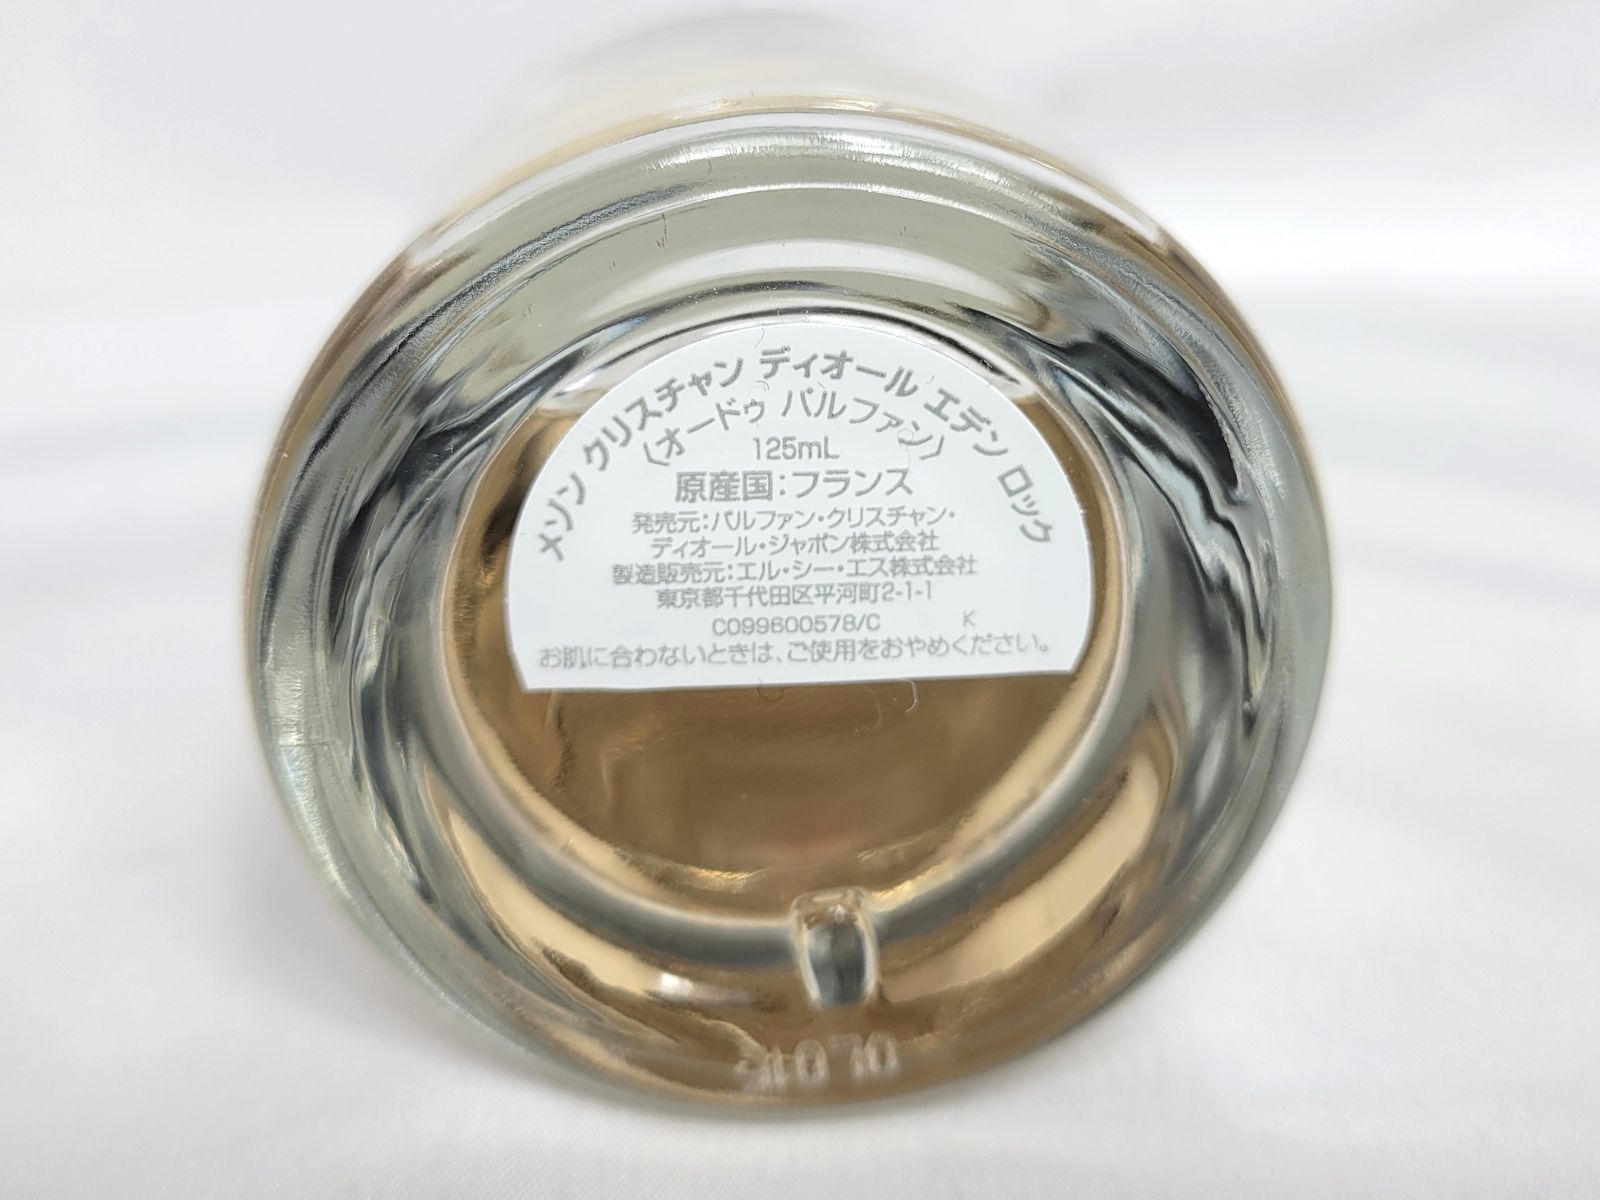 メゾン クリスチャン ディオール エデン ロック
〈オードゥ パルファン〉
125mL
原産国：フランス
発売元：パルファン・クリスチャン・
ディオール・ジャポン株式会社
製造販売元：エル・シー・エス株式会社
東京都千代田区平河町2-1-1
C099600578/C K
お肌に合わないときは、ご使用をおやめください。